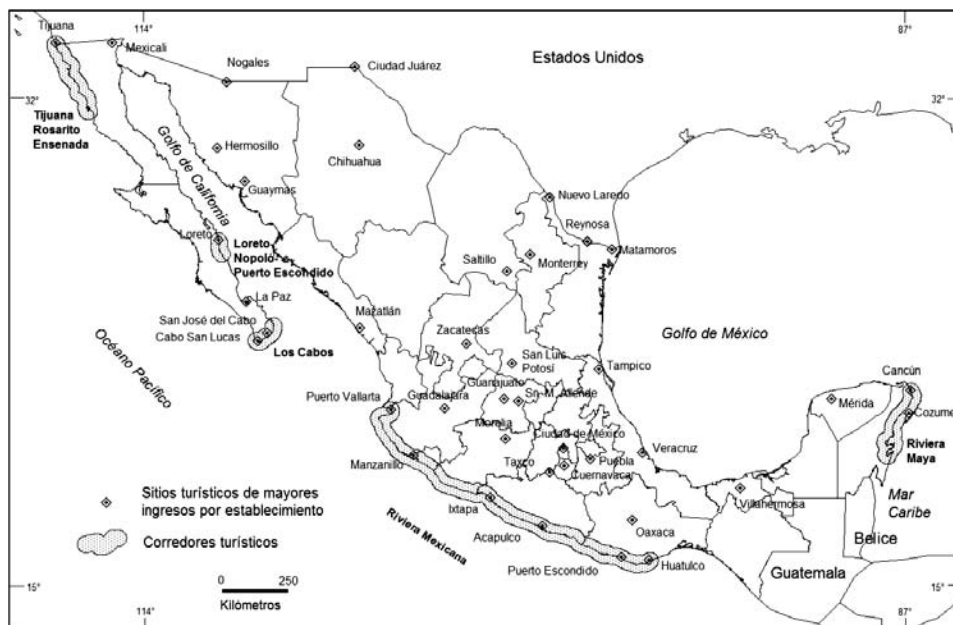 Tijuana
114
87
Mexicali
Nogales
Ciudad Juárez
Estados Unidos
32
32
Tijuana
Rosarito
Ensenada
Golfo de California
Hermosillo
Chihuahua
Guaymas
Nuevo Laredo
Reynosa
Matamoros
Loreto
Loreto
Nopoló-
Puerto Escondido
Saltillo
Monterrey
La Paz
San José del Cabo
Cabo San Lucas
Los Cabos
Mazatlán
Zacatecas
Golfo de México
Océano Pacífico
San Luis
Potosí
Tampico
Cancún
Puerto Vallarta
Guadalajara
Guanajuato
Sn. M. Allende
Mérida
Cozume
Morelia
Ciudad de México
Veracruz
Riviera
Maya
Manzanillo
Taxco
Puebla
Cuernavaca
Villahermosa
Mar
Caribe
Sitios turísticos de mayores
ingresos por establecimiento
Ixtapa
Riviera Mexicana
Acapulco
Oaxaca
Belice
Corredores turísticos
Puerto Escondido
Huatulco
Guatemala
0 250
Kilómetros
15°
15°
114°
87°